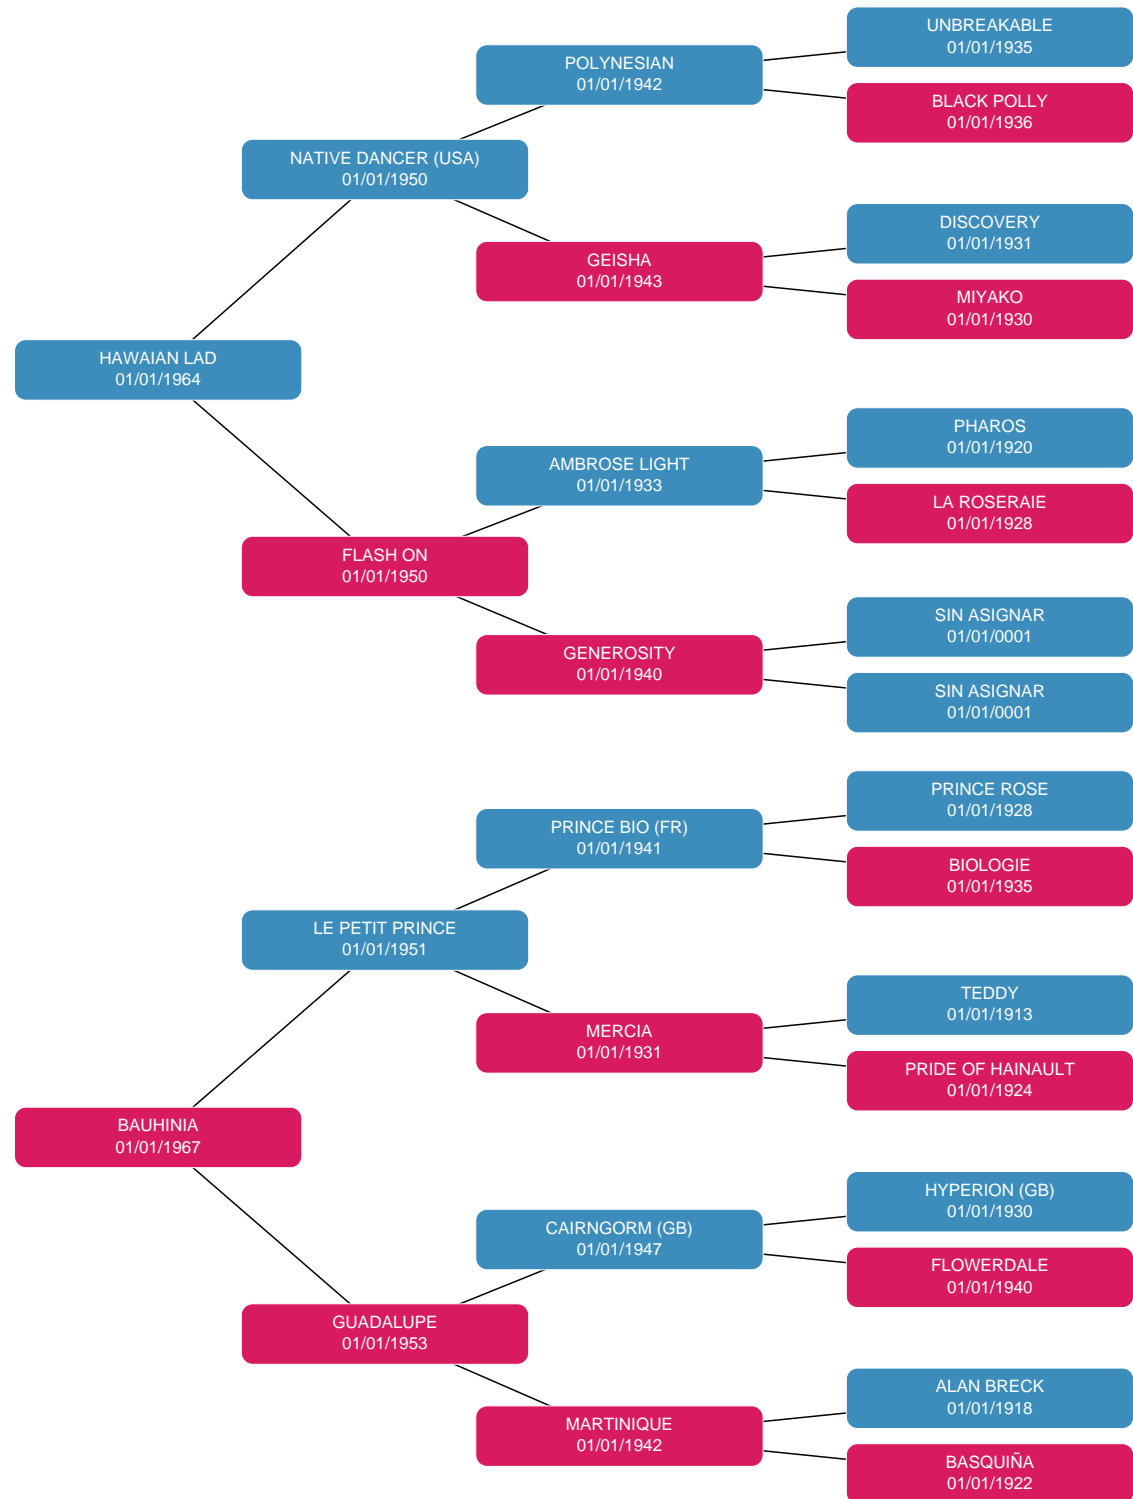 UNBREAKABLE
01/01/1935
POLYNESIAN
01/01/1942
BLACK POLLY
01/01/1936
NATIVE DANCER (USA)
01/01/1950
DISCOVERY
01/01/1931
GEISHA
01/01/1943
MIYAKO
01/01/1930
HAWAIAN LAD
01/01/1964
PHAROS
01/01/1920
AMBROSE LIGHT
01/01/1933
LA ROSERAIE
01/01/1928
FLASH ON
01/01/1950
SIN ASIGNAR
01/01/0001
GENEROSITY
01/01/1940
SIN ASIGNAR
01/01/0001
PRINCE ROSE
01/01/1928
PRINCE BIO (FR)
01/01/1941
BIOLOGIE
01/01/1935
LE PETIT PRINCE
01/01/1951
TEDDY
01/01/1913
MERCIA
01/01/1931
PRIDE OF HAINAULT
01/01/1924
BAUHINIA
01/01/1967
HYPERION (GB)
01/01/1930
CAIRNGORM (GB)
01/01/1947
FLOWERDALE
01/01/1940
GUADALUPE
01/01/1953
ALAN BRECK
01/01/1918
MARTINIQUE
01/01/1942
BASQUIÑA
01/01/1922